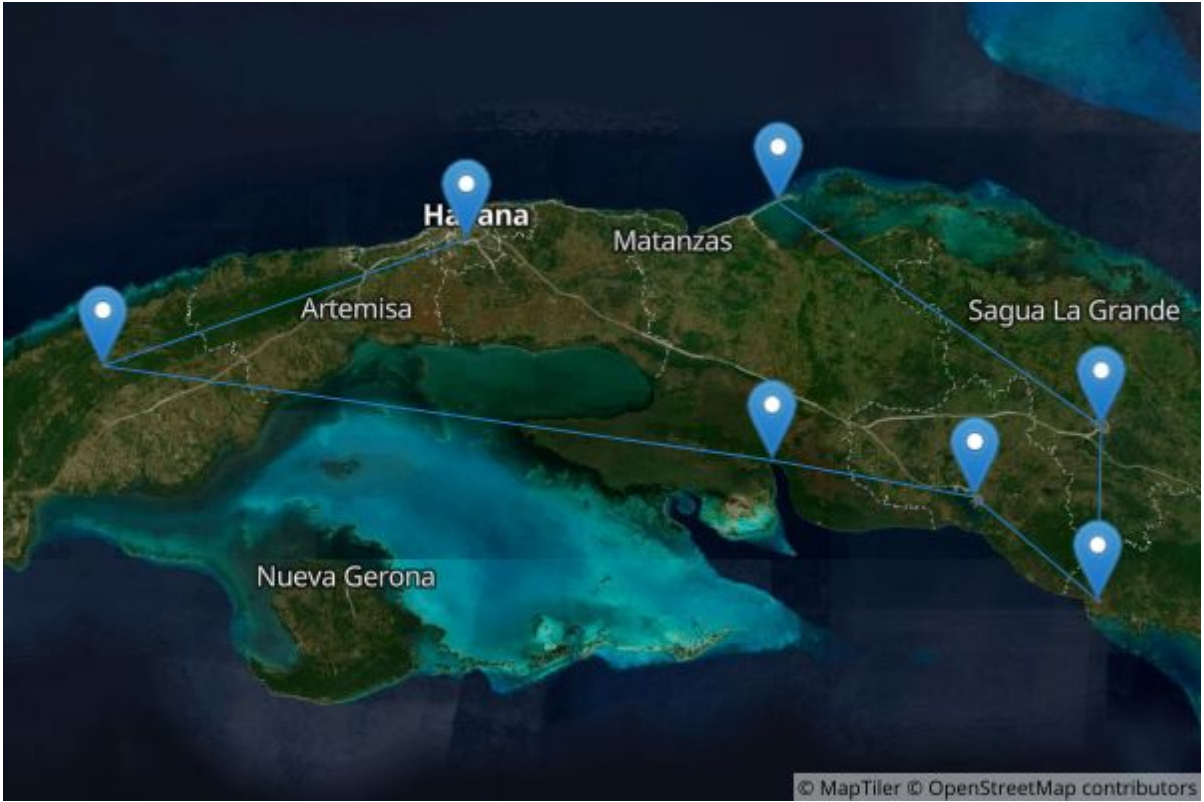 Havana
Matanzas
Artemisa
Sagua La Grande
Nueva Gerona
© MapTiler © OpenStreetMap contributors